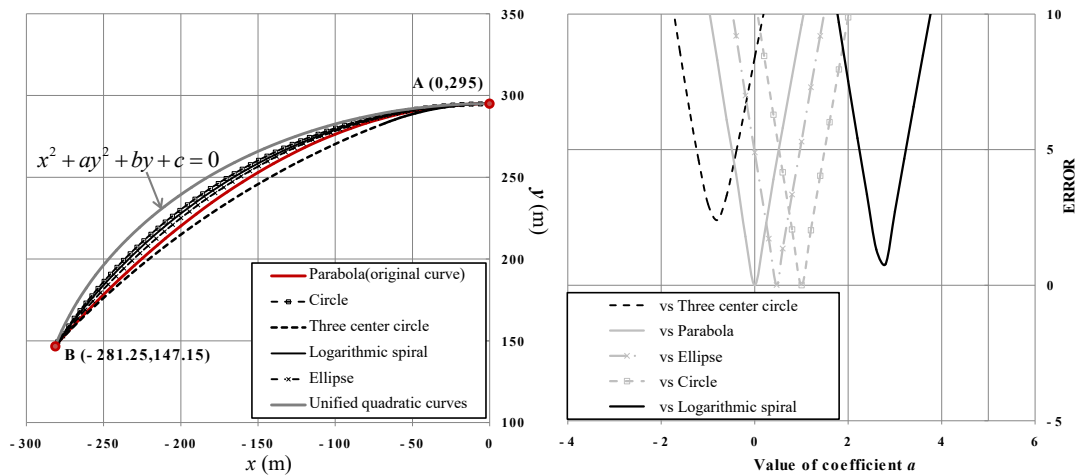 350
300
250
200
150
100
y (m)
A (0,295)
x² + ay² + by + c = 0
B (- 281.25,147.15)
Parabola(original curve)
Circle
Three center circle
Logarithmic spiral
Ellipse
Unified quadratic curves
- 300 - 250 - 200 - 150 - 100 - 50 0
x (m)
10
5
0
- 5
ERROR
vs Three center circle
vs Parabola
vs Ellipse
vs Circle
vs Logarithmic spiral
- 4 - 2 0 2 4 6
Value of coefficient a